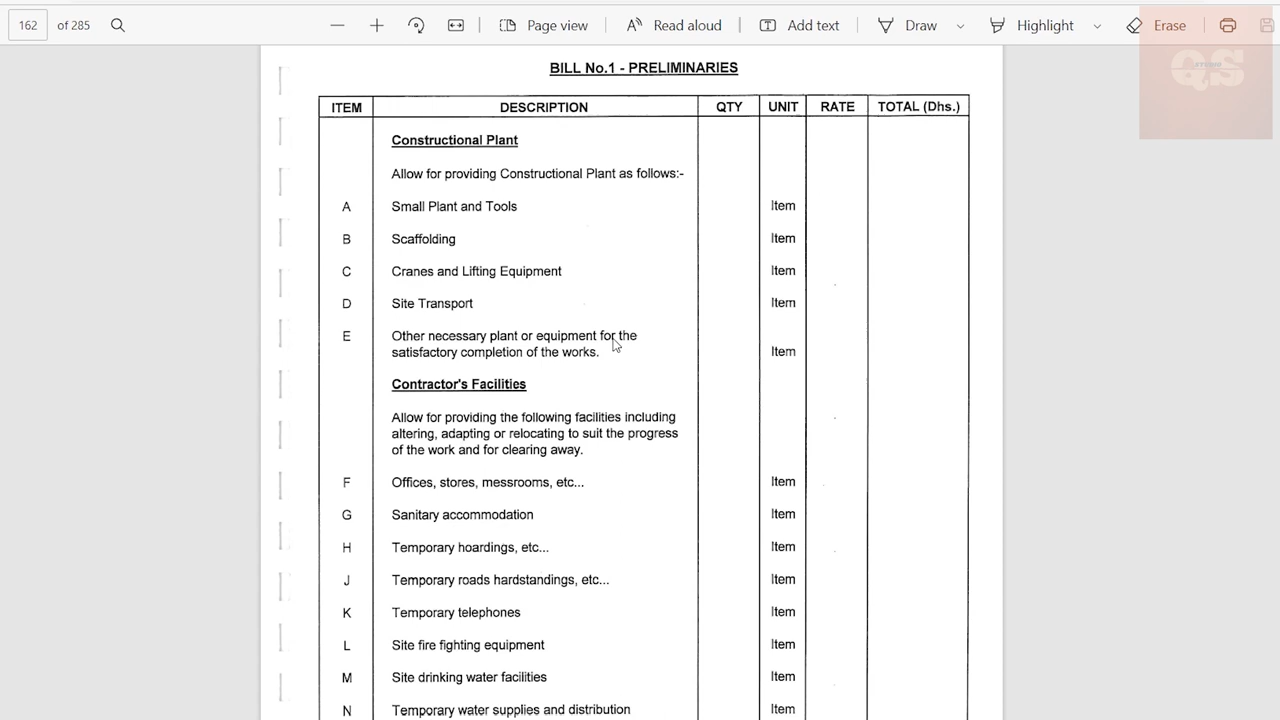 162 of 285 Page view Read aloud Add text Draw Highlight Erase
STUDIO
QS
BILL No.1 - PRELIMINARIES
ITEM DESCRIPTION QTY UNIT RATE TOTAL (Dhs.)
Constructional Plant
Allow for providing Constructional Plant as follows:-
A Small Plant and Tools Item
B Scaffolding Item
C Cranes and Lifting Equipment Item
D Site Transport Item
E Other necessary plant or equipment for the
satisfactory completion of the works. Item
Contractor's Facilities
Allow for providing the following facilities including
altering, adapting or relocating to suit the progress
of the work and for clearing away.
F Offices, stores, messrooms, etc... Item
G Sanitary accommodation Item
H Temporary hoardings, etc... Item
J Temporary roads hardstandings, etc... Item
K Temporary telephones Item
L Site fire fighting equipment Item
M Site drinking water facilities Item
N Temporary water supplies and distribution Item